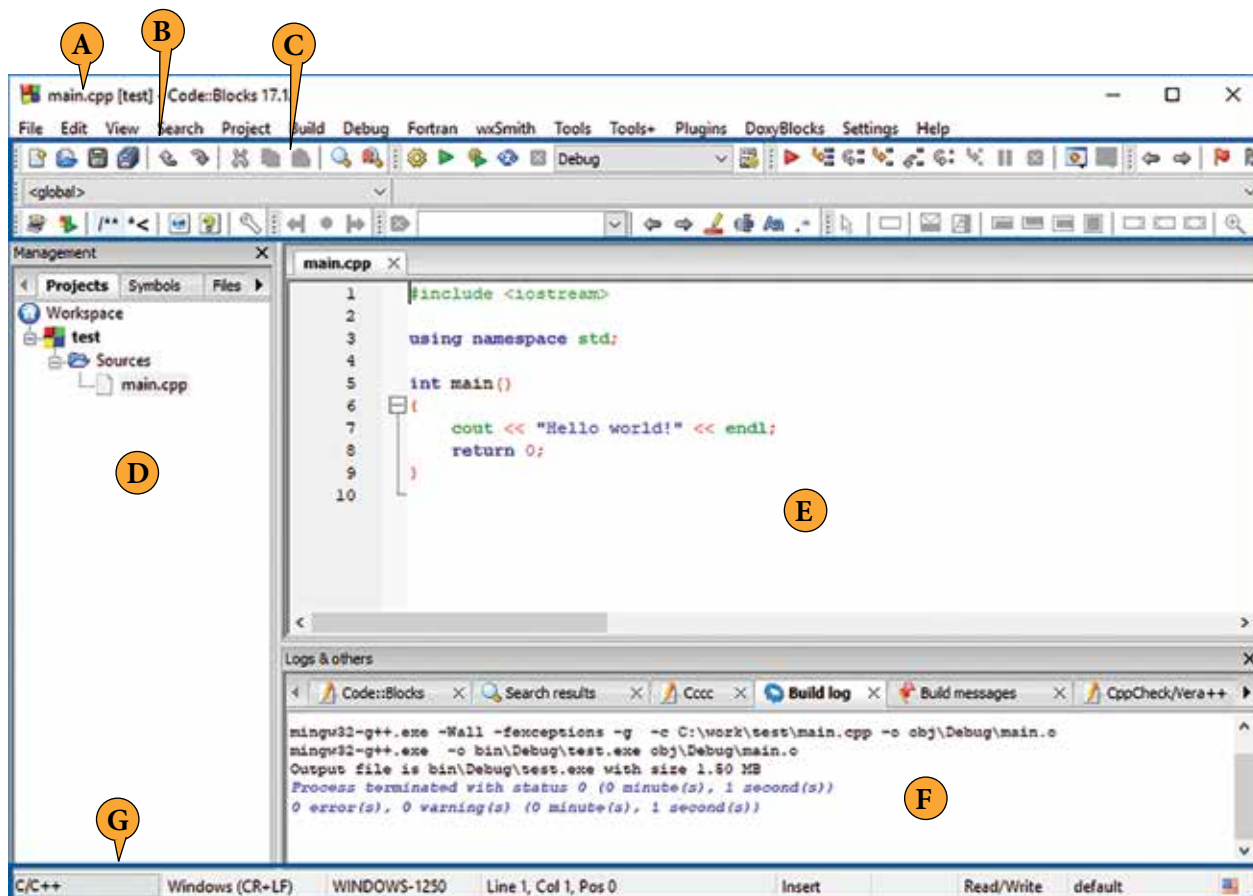 A
B
C
main.cpp [test] - Code::Blocks 17.1
File Edit View Search Project Build Debug Fortran wxSmith Tools Tools+ Plugins DoxyBlocks Settings Help
Debug
<global>
/** *<
Management
main.cpp
Projects Symbols Files
Workspace
test
Sources
main.cpp
D
1 #include <iostream>
2
3 using namespace std;
4
5 int main()
6 {
7 cout << "Hello world!" << endl;
8 return 0;
9 }
10
E
Logs & others
Code::Blocks Search results Cccc Build log Build messages CppCheck/Vera++
mingw32-g++.exe -Wall -fexceptions -g -c C:\work\test\main.cpp -o obj\Debug\main.o
mingw32-g++.exe -o bin\Debug\test.exe obj\Debug\main.o
Output file is bin\Debug\test.exe with size 1.50 MB
Process terminated with status 0 (0 minute(s), 1 second(s))
0 error(s), 0 warning(s) (0 minute(s), 1 second(s))
F
G
C/C++ Windows (CR+LF) WINDOWS-1250 Line 1, Col 1, Pos 0 Insert Read/Write default